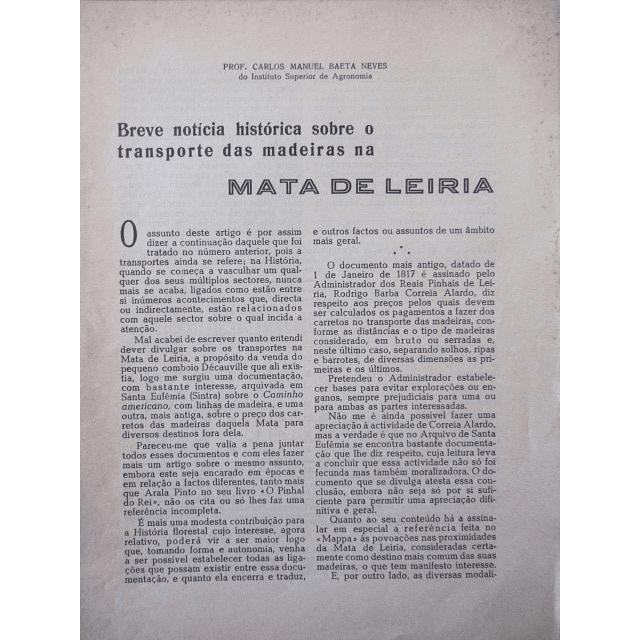 PROF. CARLOS MANUEL BAETA NEVES
do Instituto Superior de Agronomia
Breve notícia histórica sobre o
transporte das madeiras na
MATA DE LEIRIA
O assunto deste artigo é por assim
dizer a continuação daquele que foi
tratado no número anterior, pois a
transportes ainda se refere; na História,
quando se começa a vasculhar um qual-
quer dos seus múltiplos sectores, nunca
mais se acaba, ligados como estão entre
si inúmeros acontecimentos que, directa
ou indirectamente, estão relacionados
com aquele sector sobre o qual incida a
atenção.
Mal acabei de escrever quanto entendi
dever divulgar sobre os transportes na
Mata de Leiria, a propósito da venda do
pequeno comboio Décauville que ali exis-
tia, logo me surgiu uma documentação,
com bastante interesse, arquivada em
Santa Eufémia (Sintra) sobre o Caminho
americano, com linhas de madeira, e uma
outra, mais antiga, sobre o preço dos car-
retos das madeiras daquela Mata para
diversos destinos fora dela.
Pareceu-me que valia a pena juntar
todos esses documentos e com eles fazer
mais um artigo sobre o mesmo assunto,
embora este seja encarado em épocas e
em relação a factos diferentes, tanto mais
que Arala Pinto no seu livro «O Pinhal
do Rei», não os cita ou só lhes faz uma
referência incompleta.
É mais uma modesta contribuição para
a História florestal cujo interesse, agora
relativo, poderá vir a ser maior logo
que, tomando forma e autonomia, venha
a ser possível estabelecer todas as liga-
ções que possam existir entre essa docu-
mentação, e quanto ela encerra e traduz,
e outros factos ou assuntos de um âmbito
mais geral.
* * *
O documento mais antigo, datado de
1 de Janeiro de 1817 é assinado pelo
Administrador dos Reais Pinhais de Lei-
ria, Rodrigo Barba Correia Alardo, diz
respeito aos preços pelos quais devem
ser calculados os pagamentos a fazer dos
carretos no transporte das madeiras, con-
forme as distâncias e o tipo de madeiras
considerado, em bruto ou serradas e,
neste último caso, separando solhos, ripas
e barrotes, de diversas dimensões as pri-
meiras e os últimos.
Pretendeu o Administrador estabele-
cer bases para evitar explorações ou en-
ganos, sempre prejudiciais para uma ou
para ambas as partes interessadas.
Não me é ainda possível fazer uma
apreciação à actividade de Correia Alardo,
mas a verdade é que no Arquivo de Santa
Eufémia se encontra bastante documenta-
ção que lhe diz respeito, cuja leitura leva
a concluir que essa actividade não só foi
fecunda mas também moralizadora. O do-
cumento que se divulga atesta essa con-
clusão, embora não seja só por si sufi-
ciente para permitir uma apreciação dfi-
nitiva e geral.
Quanto ao seu conteúdo há a assina-
lar em especial a referência feita no
«Mappa» às povoações nas proximidades
da Mata de Leiria, consideradas certa-
mente como destino mais comum das suas
madeiras, o que tem manifesto interesse.
E, por outro lado, as diversas modali-